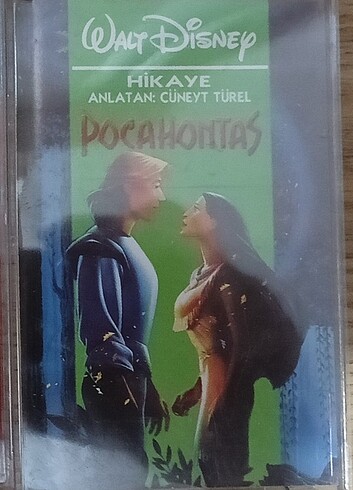 WALT DISNEY
HİKAYE
ANLATAN: CÜNEYT TÜREL
POCAHONTAS